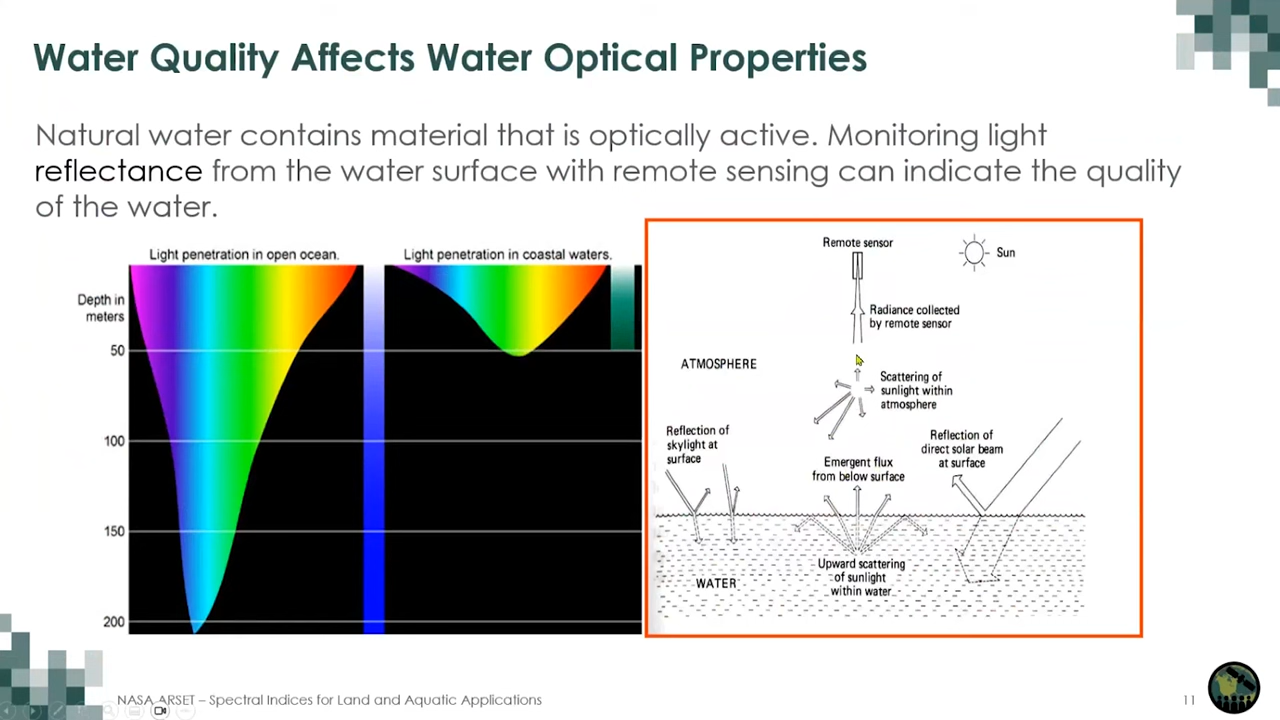 Water Quality Affects Water Optical Properties
Natural water contains material that is optically active. Monitoring light
reflectance from the water surface with remote sensing can indicate the quality
of the water.
Light penetration in open ocean.
Light penetration in coastal waters.
Depth in
meters
50
100
150
200
Remote sensor
Sun
Radiance collected
by remote sensor
ATMOSPHERE
Scattering of
sunlight within
atmosphere
Reflection of
skylight at
surface
Reflection of
direct solar beam
at surface
Emergent flux
from below surface
Upward scattering
of sunlight
within water
WATER
NASA ARSET – Spectral Indices for Land and Aquatic Applications
11